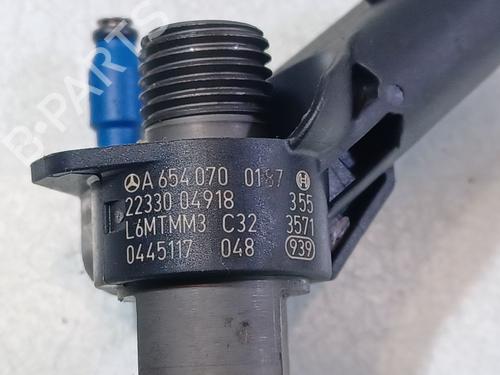 A 654 070 0187
22330 04918 355
L6MTMM3 C32 3571
0445117 048 939
B-PARTS